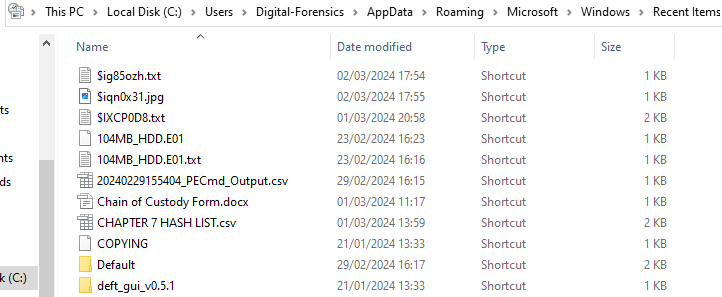 This PC > Local Disk (C:) > Users > Digital-Forensics > AppData > Roaming > Microsoft > Windows > Recent Items
Name Date modified Type Size
$ig85ozh.txt 02/03/2024 17:54 Shortcut 1 KB
$iqn0x31.jpg 02/03/2024 17:55 Shortcut 1 KB
$IXCP0D8.txt 01/03/2024 20:58 Shortcut 2 KB
104MB_HDD.E01 23/02/2024 16:23 Shortcut 1 KB
104MB_HDD.E01.txt 23/02/2024 16:16 Shortcut 1 KB
20240229155404_PECmd_Output.csv 29/02/2024 16:15 Shortcut 1 KB
Chain of Custody Form.docx 01/03/2024 11:17 Shortcut 1 KB
CHAPTER 7 HASH LIST.csv 01/03/2024 13:59 Shortcut 2 KB
COPYING 21/01/2024 13:33 Shortcut 1 KB
Default 29/02/2024 16:17 Shortcut 2 KB
k (C:) deft_gui_v0.5.1 21/01/2024 13:33 Shortcut 1 KB